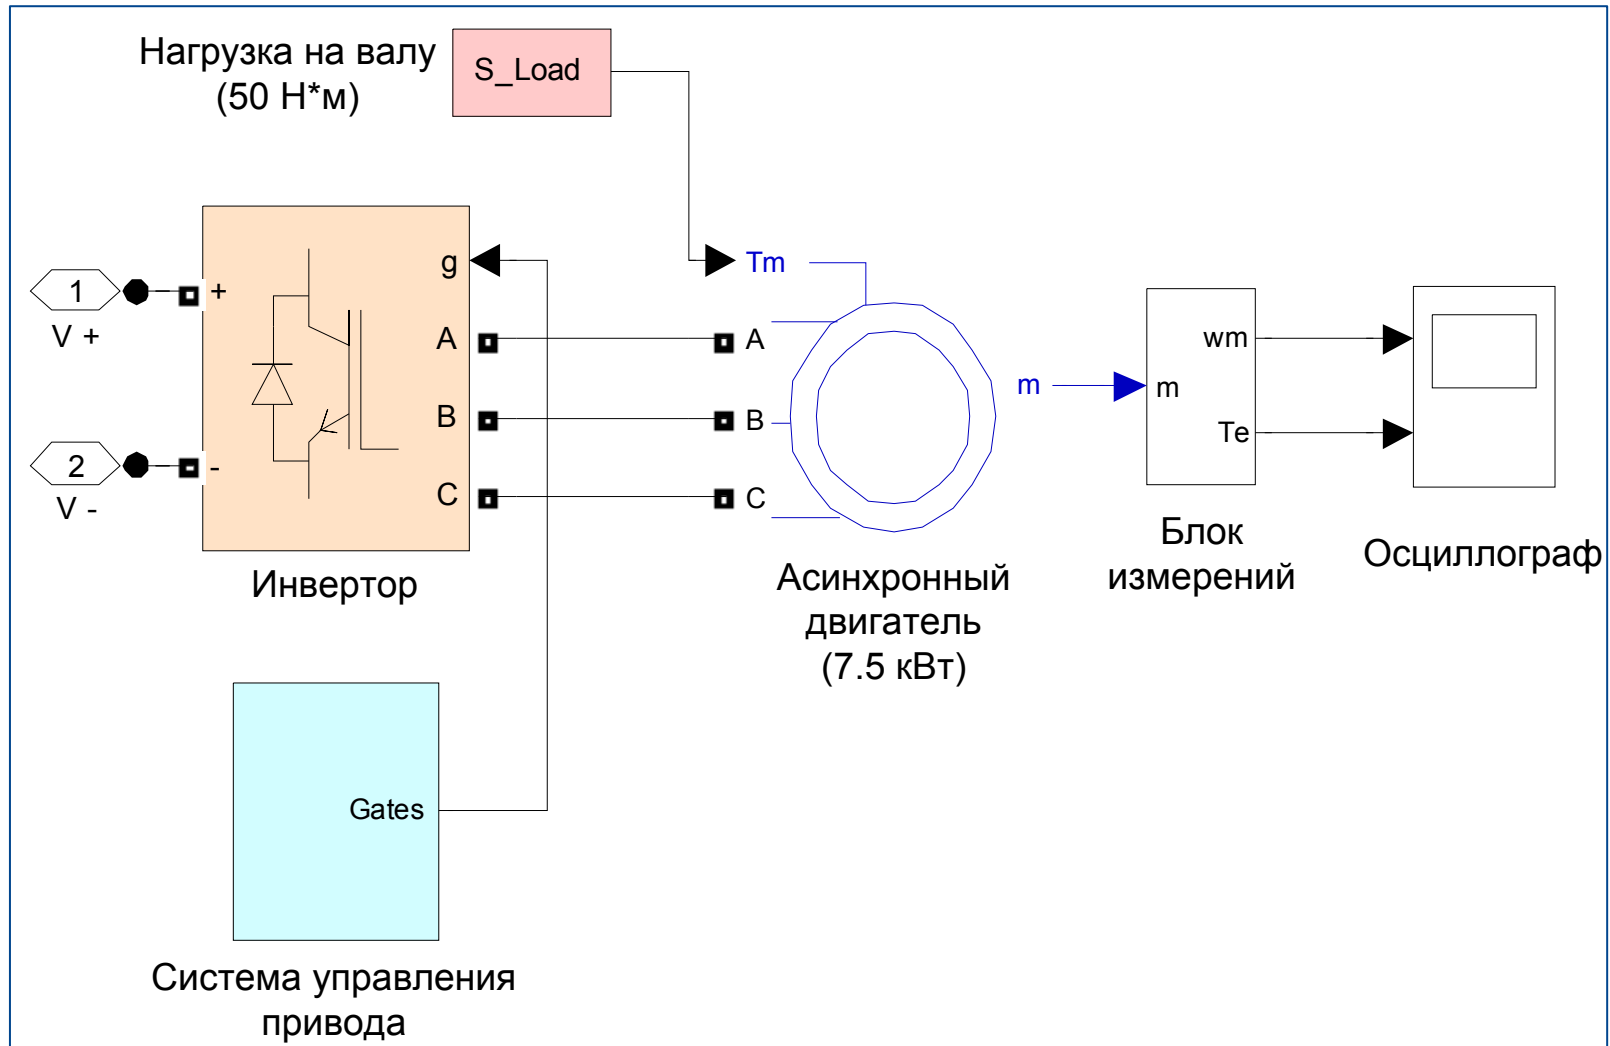 Нагрузка на валу
(50 Н*м)
S_Load
g
Tm
1
+
V +
A
A
wm
m
m
B
B
Te
2
-
V -
C
C
Инвертор
Асинхронный
двигатель
(7.5 кВт)
Блок
измерений
Осциллограф
Gates
Система управления
привода